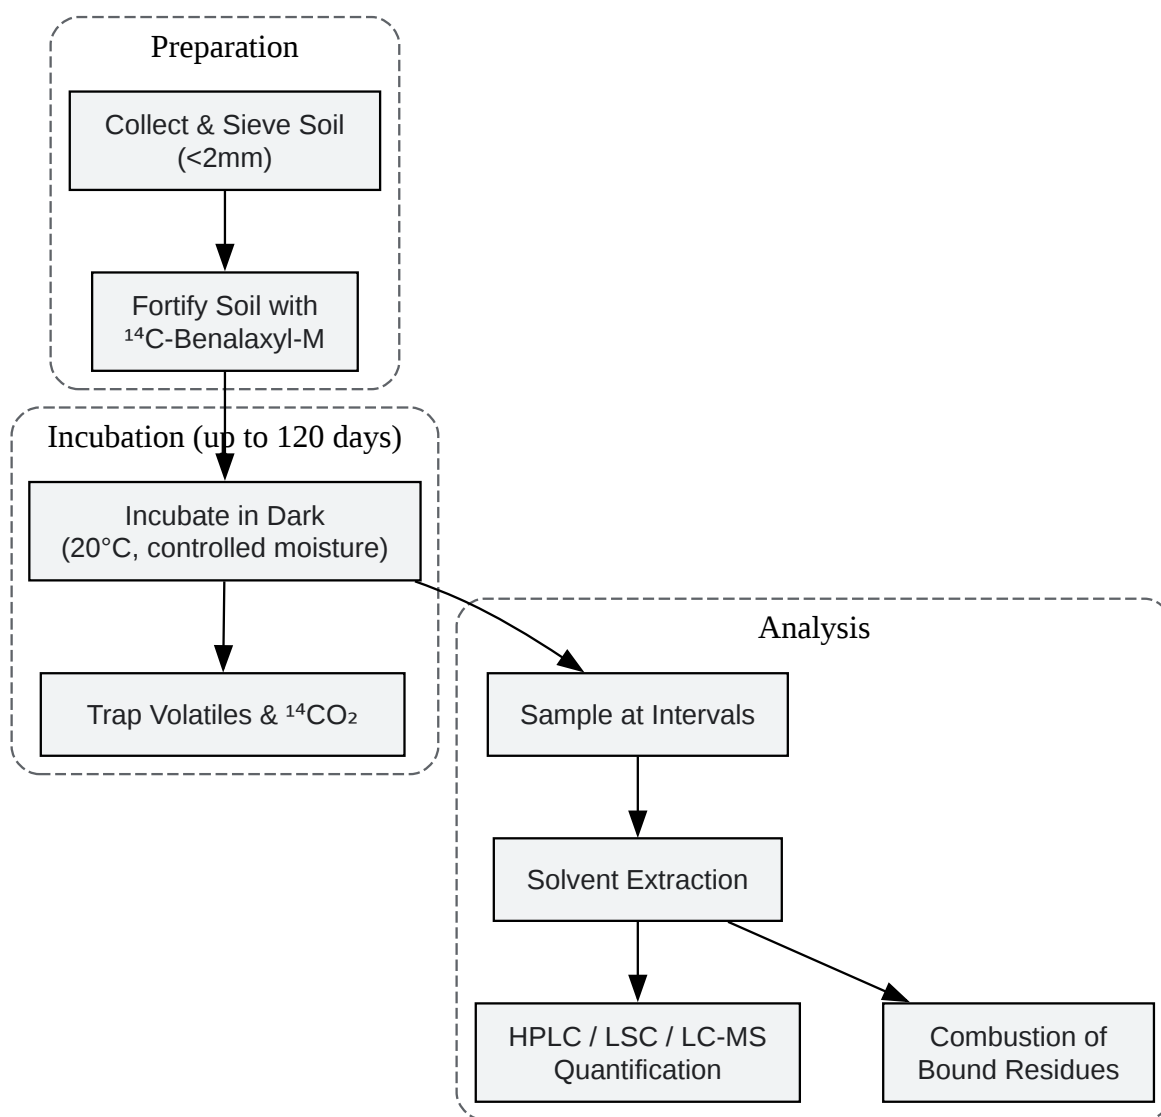 Preparation
Collect & Sieve Soil
(<2mm)
Fortify Soil with
¹⁴C-Benalaxyl-M
Incubation (up to 120 days)
Incubate in Dark
(20°C, controlled moisture)
Trap Volatiles & ¹⁴CO₂
Analysis
Sample at Intervals
Solvent Extraction
HPLC / LSC / LC-MS
Quantification
Combustion of
Bound Residues